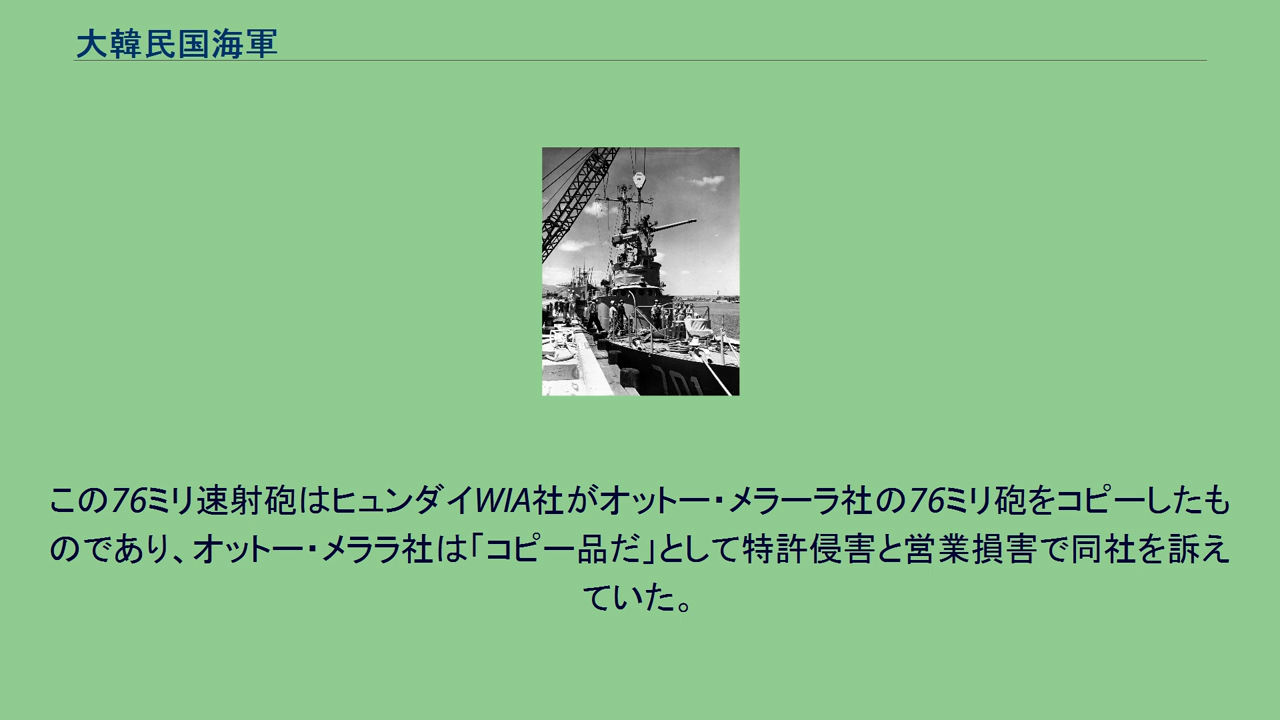 大韓民国海軍
701
この76ミリ速射砲はヒュンダイWIA社がオットー・メラーラ社の76ミリ砲をコピーしたも
のであり、オットー・メララ社は「コピー品だ」として特許侵害と営業損害で同社を訴え
ていた。